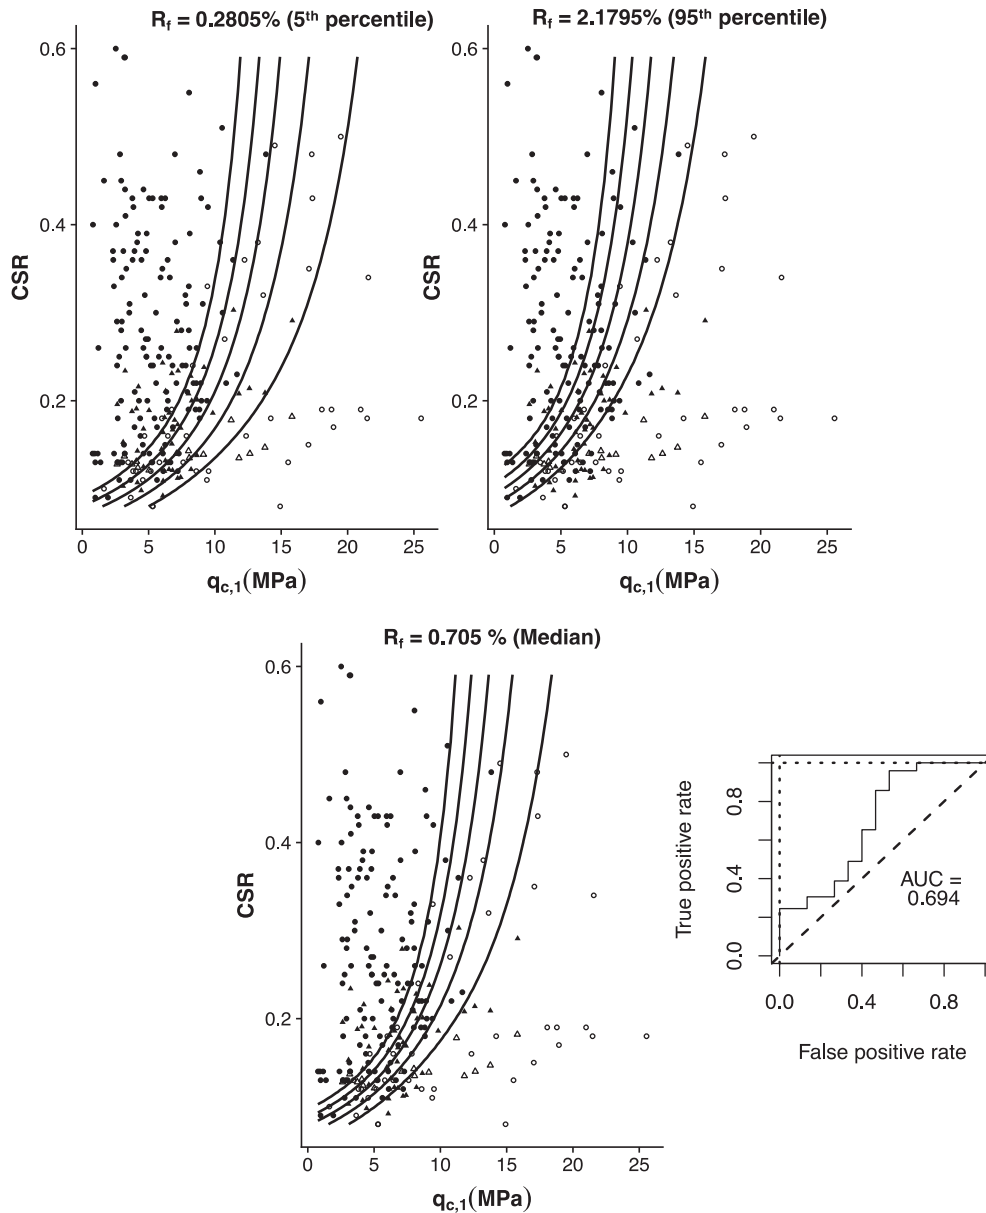 R_f = 0.2805% (5th percentile)
CSR
0.6
0.4
0.2
0 5 10 15 20 25
q_c,1(MPa)
R_f = 2.1795% (95th percentile)
CSR
0.6
0.4
0.2
0 5 10 15 20 25
q_c,1(MPa)
R_f = 0.705 % (Median)
CSR
0.6
0.4
0.2
0 5 10 15 20 25
q_c,1(MPa)
True positive rate
0.8
0.4
0.0
AUC =
0.694
0.0 0.4 0.8
False positive rate